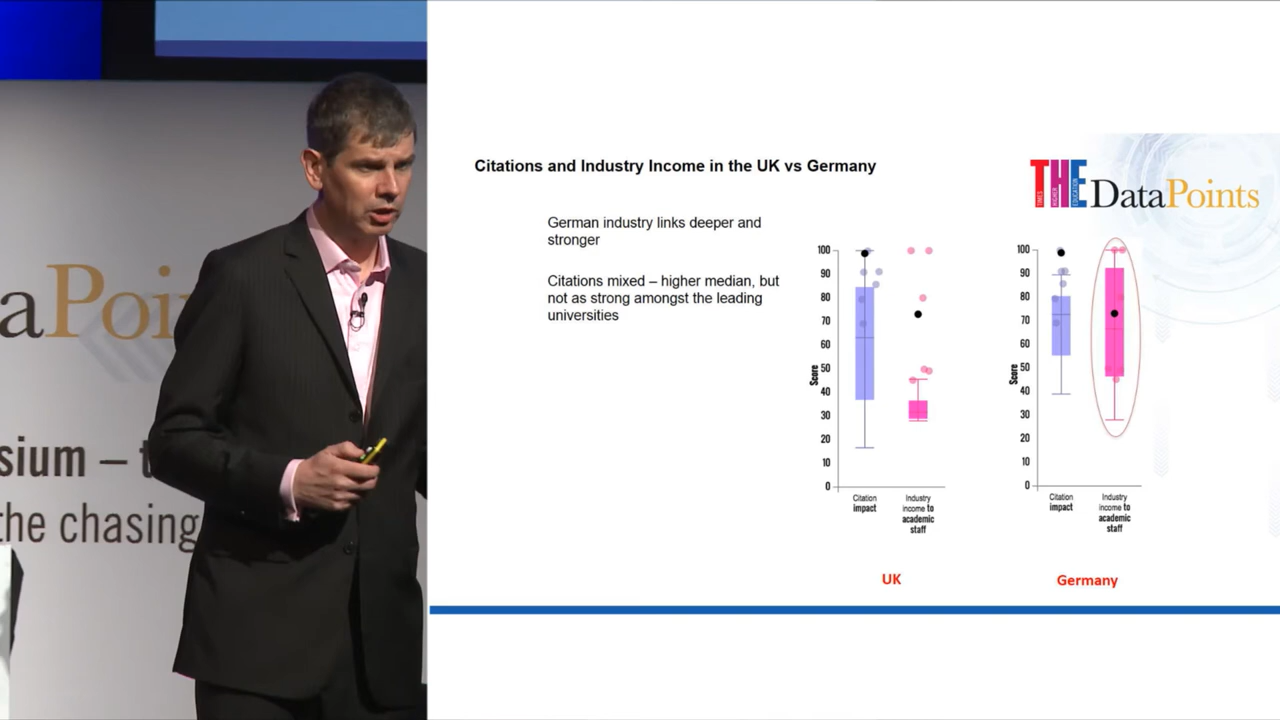 aPoi
sium – t
the chasing
Citations and Industry Income in the UK vs Germany
TIMES
HIGHER
EDUCATION
THE
DataPoints
German industry links deeper and
stronger
Citations mixed – higher median, but
not as strong amongst the leading
universities
Score
100
90
80
70
60
50
40
30
20
10
0
Citation
impact
Industry
income to
academic
staff
UK
Score
100
90
80
70
60
50
40
30
20
10
0
Citation
impact
Industry
income to
academic
staff
Germany